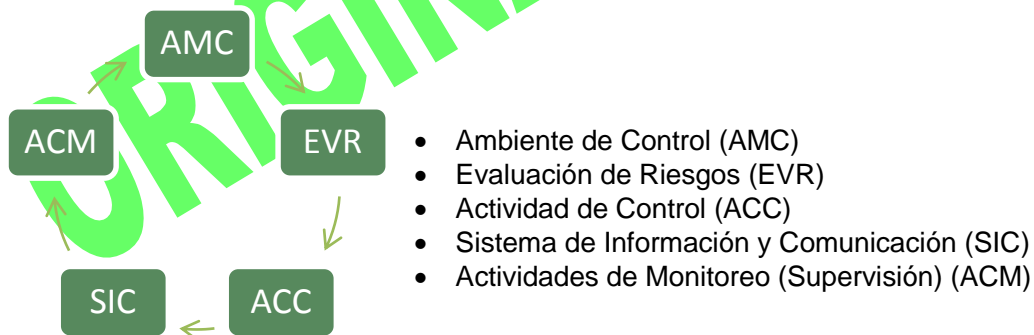 AMC
ACM
EVR
SIC
ACC
• Ambiente de Control (AMC)
• Evaluación de Riesgos (EVR)
• Actividad de Control (ACC)
• Sistema de Información y Comunicación (SIC)
• Actividades de Monitoreo (Supervisión) (ACM)